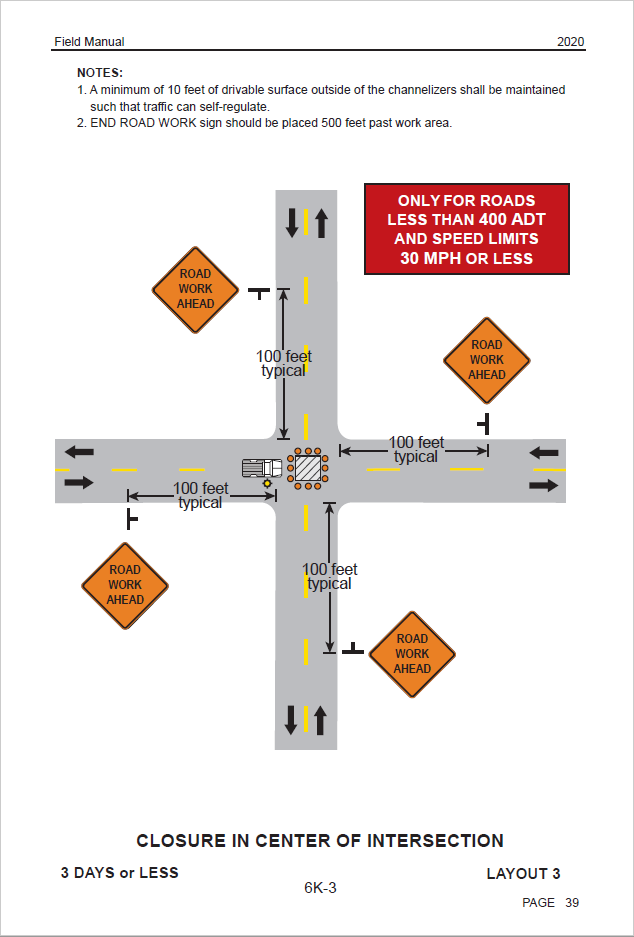 Field Manual 2020
NOTES:
1. A minimum of 10 feet of drivable surface outside of the channelizers shall be maintained
such that traffic can self-regulate.
2. END ROAD WORK sign should be placed 500 feet past work area.
ONLY FOR ROADS
LESS THAN 400 ADT
AND SPEED LIMITS
30 MPH OR LESS
ROAD
WORK
AHEAD
100 feet
typical
ROAD
WORK
AHEAD
100 feet
typical
100 feet
typical
ROAD
WORK
AHEAD
100 feet
typical
ROAD
WORK
AHEAD
CLOSURE IN CENTER OF INTERSECTION
3 DAYS or LESS
LAYOUT 3
6K-3
PAGE 39